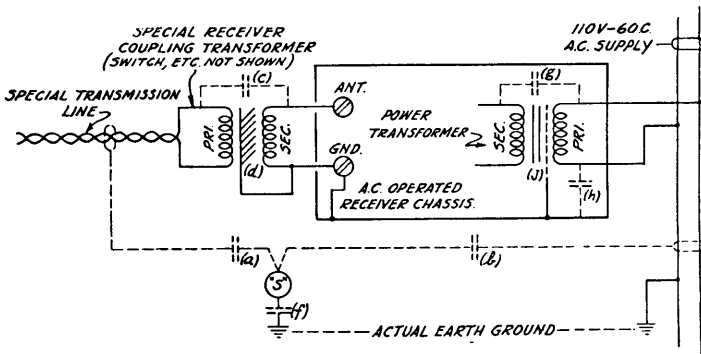 SPECIAL RECEIVER
COUPLING TRANSFORMER
(SWITCH, ETC. NOT SHOWN)
SPECIAL TRANSMISSION
LINE
PRI.
(c)
(d)
SEC.
ANT.
GND.
A.C. OPERATED
RECEIVER CHASSIS.
POWER
TRANSFORMER
SEC.
(g)
(J)
PRI.
(h)
110V-60C.
A.C. SUPPLY
(a)
(b)
"S"
(f)
ACTUAL EARTH GROUND